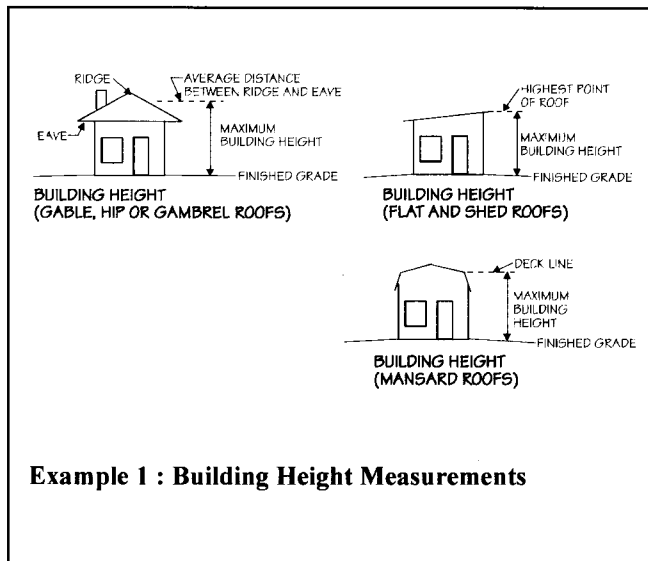 RIDGE
AVERAGE DISTANCE
BETWEEN RIDGE AND EAVE
EAVE
MAXIMUM
BUILDING HEIGHT
FINISHED GRADE
BUILDING HEIGHT
(GABLE, HIP OR GAMBREL ROOFS)
HIGHEST POINT
OF ROOF
MAXIMUM
BUILDING HEIGHT
FINISHED GRADE
BUILDING HEIGHT
(FLAT AND SHED ROOFS)
DECK LINE
MAXIMUM
BUILDING
HEIGHT
FINISHED GRADE
BUILDING HEIGHT
(MANSARD ROOFS)
Example 1 : Building Height Measurements